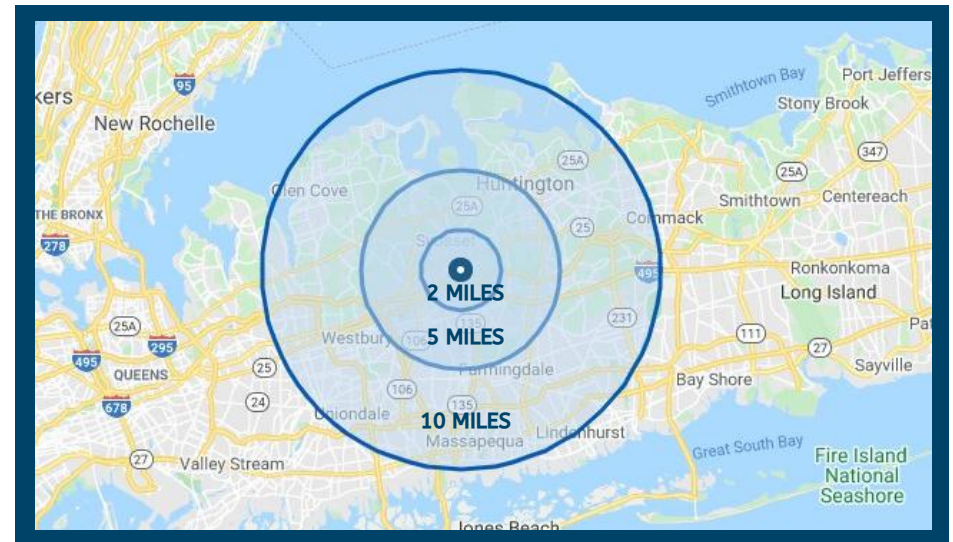 95
Smithtown Bay
Port Jeffers
Stony Brook
kers
New Rochelle
347
25A
25A
Glen Cove
Huntington
Smithtown
Centereach
THE BRONX
25A
Commack
278
25
Syosset
495
Ronkonkoma
2 MILES
Long Island
25A
135
231
Pat
295
Westbury
106
5 MILES
111
27
495
QUEENS
25
Farmingdale
Sayville
Bay Shore
678
24
106
135
Uniondale
10 MILES
Lindenhurst
Massapequa
Great South Bay
27
Valley Stream
Fire Island
National
Seashore
Jones Beach